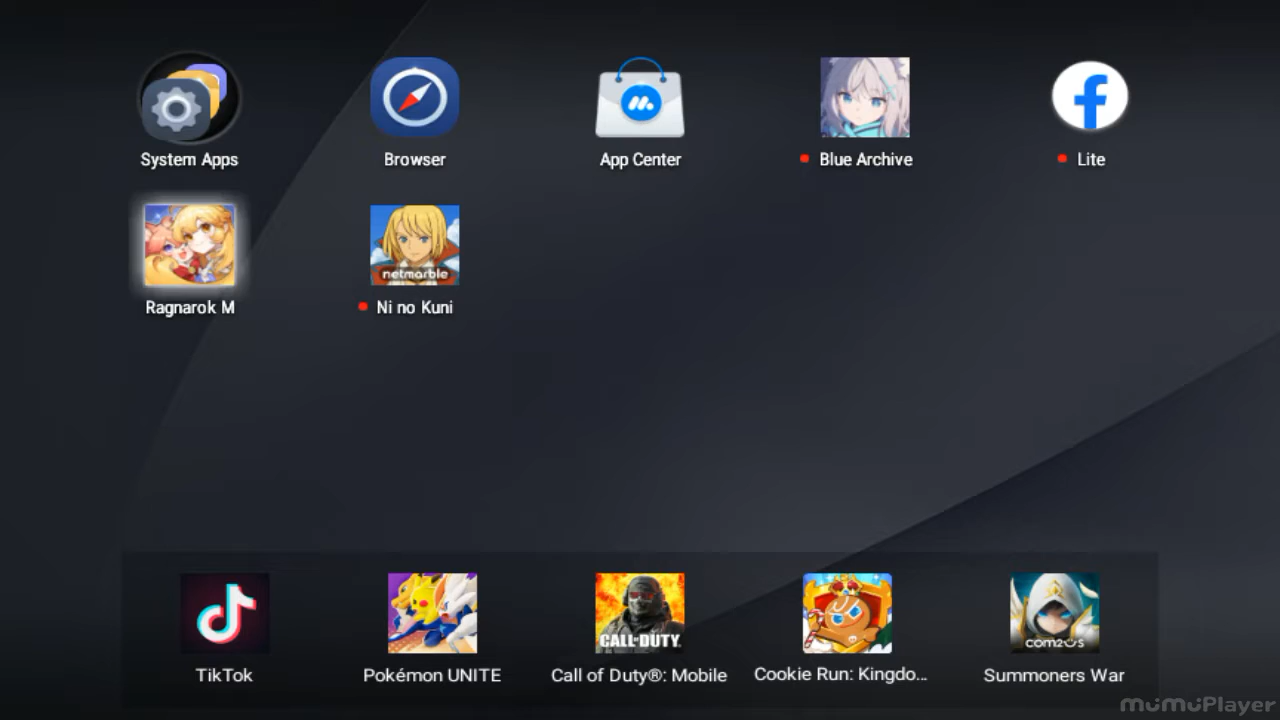 System Apps
Browser
App Center
Blue Archive
Lite
netmarble
Ragnarok M
Ni no Kuni
CALL OF DUTY
COM2US
TikTok
Pokémon UNITE
Call of Duty®: Mobile
Cookie Run: Kingdo...
Summoners War
MuMuPlayer